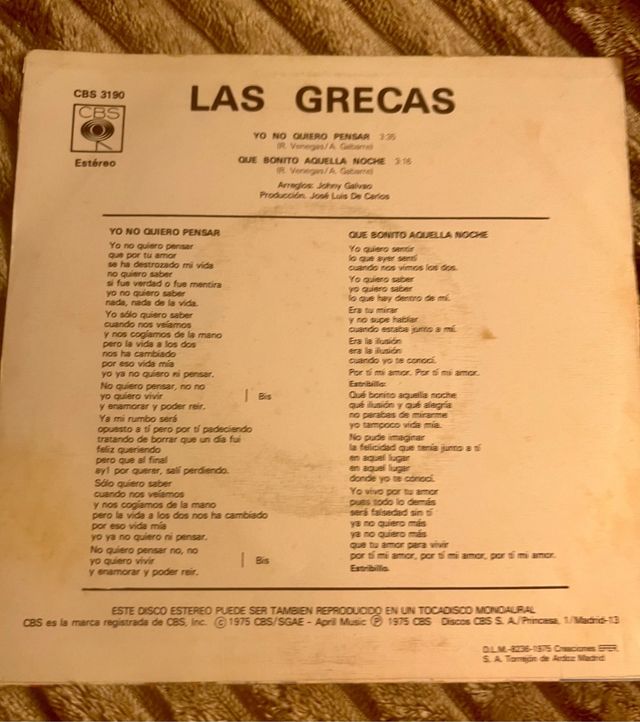 CBS 3190
CBS
Estéreo
LAS GRECAS
YO NO QUIERO PENSAR 3:35
(R. Venegas/A. Gabarre)
QUE BONITO AQUELLA NOCHE 3:16
(R. Venegas/A. Gabarre)
Arreglos: Johny Galvao
Producción: José Luis De Carlos
YO NO QUIERO PENSAR
Yo no quiero pensar
que por tu amor
se ha destrozado mi vida
no quiero saber
si fue verdad o fue mentira
yo no quiero saber
nada, nada de la vida.
Yo sólo quiero saber
cuando nos veíamos
y nos cogíamos de la mano
pero la vida a los dos
nos ha cambiado
por eso vida mía
yo ya no quiero ni pensar.
No quiero pensar, no no
yo quiero vivir
y enamorar y poder reir.
Bis
Ya mi rumbo será
opuesto a tí pero por tí padeciendo
tratando de borrar que un día fui
feliz queriendo
pero que al final
ay! por querer, salí perdiendo.
Sólo quiero saber
cuando nos veíamos
y nos cogíamos de la mano
pero la vida a los dos nos ha cambiado
por eso vida mía
yo ya no quiero ni pensar.
No quiero pensar no, no
yo quiero vivir
y enamorar y poder reir.
Bis
QUE BONITO AQUELLA NOCHE
Yo quiero sentir
lo que ayer sentí
cuando nos vimos los dos.
Yo quiero saber
yo quiero saber
lo que hay dentro de mí.
Era tu mirar
y no supe hablar
cuando estaba junto a mí.
Era la ilusión
era la ilusión
cuando yo te conocí.
Por tí mi amor. Por tí mi amor.
Estribillo:
Qué bonito aquella noche
qué ilusión y qué alegría
no parabas de mirarme
yo tampoco vida mía.
No pude imaginar
la felicidad que tenía junto a tí
en aquel lugar
en aquel lugar
donde yo te conocí.
Yo vivo por tu amor
pues todo lo demás
será falsedad sin tí
ya no quiero más
ya no quiero más
que tu amor para vivir
por tí mi amor, por tí mi amor, por tí mi amor.
Estribillo.
ESTE DISCO ESTEREO PUEDE SER TAMBIEN REPRODUCIDO EN UN TOCADISCO MONOAURAL
CBS es la marca registrada de CBS, Inc. Ⓒ 1975 CBS/SGAE - April Music Ⓟ 1975 CBS Discos CBS S. A./Princesa, 1/Madrid-13
D.L.M.-8236-1975 Creaciones EFER,
S. A. Torrejón de Ardoz Madrid